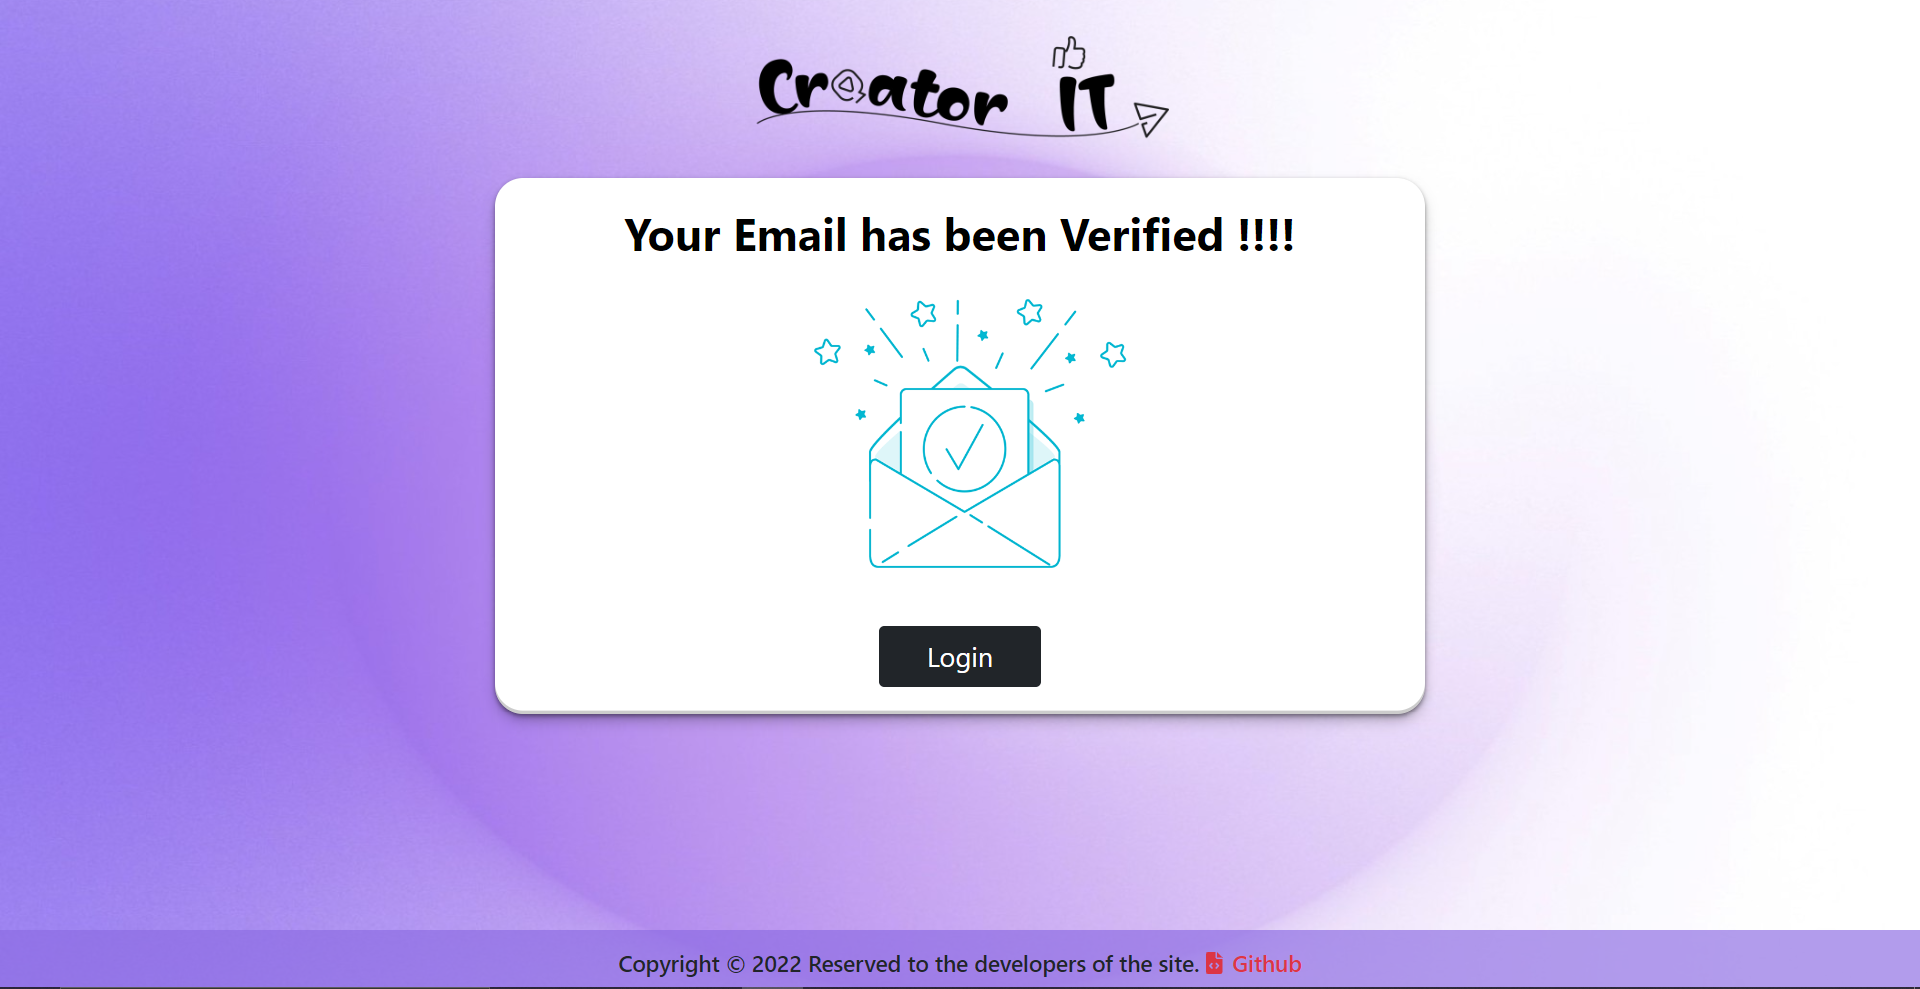 Creator IT
Your Email has been Verified !!!!
Login
Copyright © 2022 Reserved to the developers of the site. Github